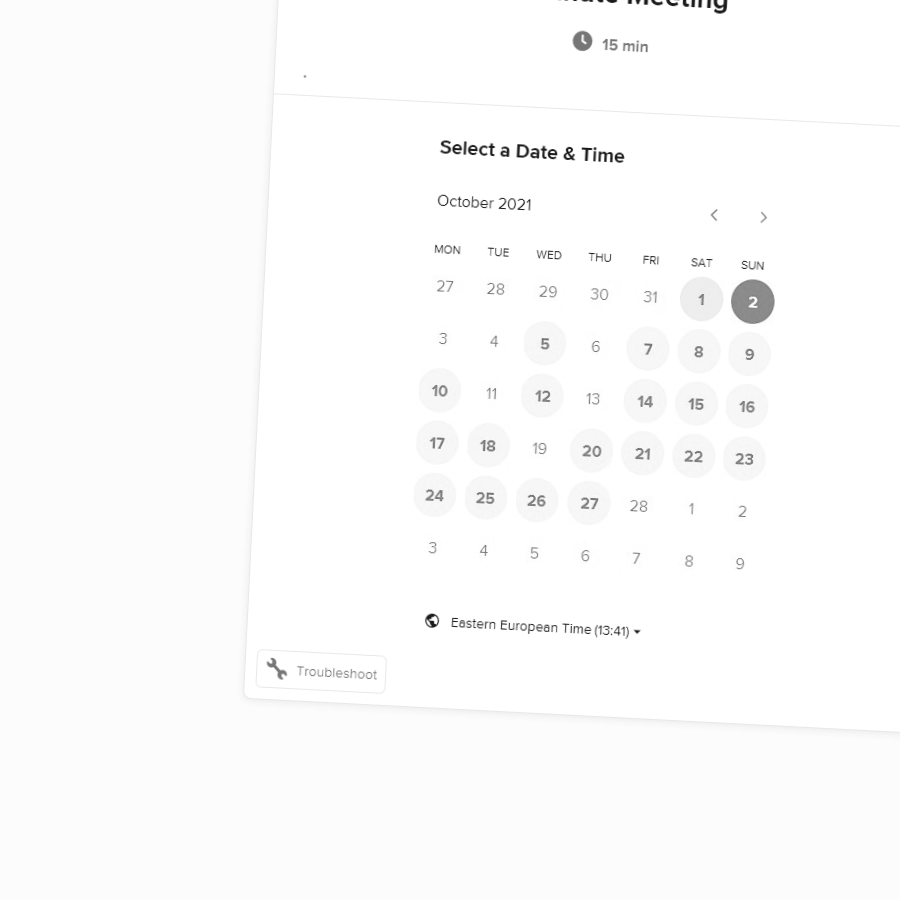 Meeting
15 min
Select a Date & Time
October 2021
MON TUE WED THU FRI SAT SUN
27 28 29 30 31 1 2
3 4 5 6 7 8 9
10 11 12 13 14 15 16
17 18 19 20 21 22 23
24 25 26 27 28 1 2
3 4 5 6 7 8 9
Eastern European Time (13:41)
Troubleshoot